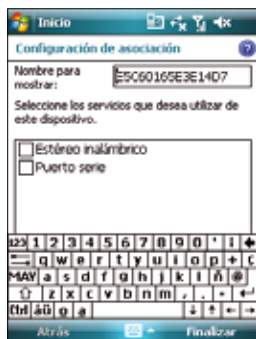 Inicio
Configuración de asociación
Nombre para mostrar:
E5C60165E3E14D7
Seleccione los servicios que desea utilizar de
este dispositivo.
Estéreo inalámbrico
Puerto serie
123 1 2 3 4 5 6 7 8 9 0 ' ¡
q w e r t y u i o p + ç
MAY a s d f g h j k l ñ @
z x c v b n m , . -
Ctrl áü º ª
Atrás Finalizar